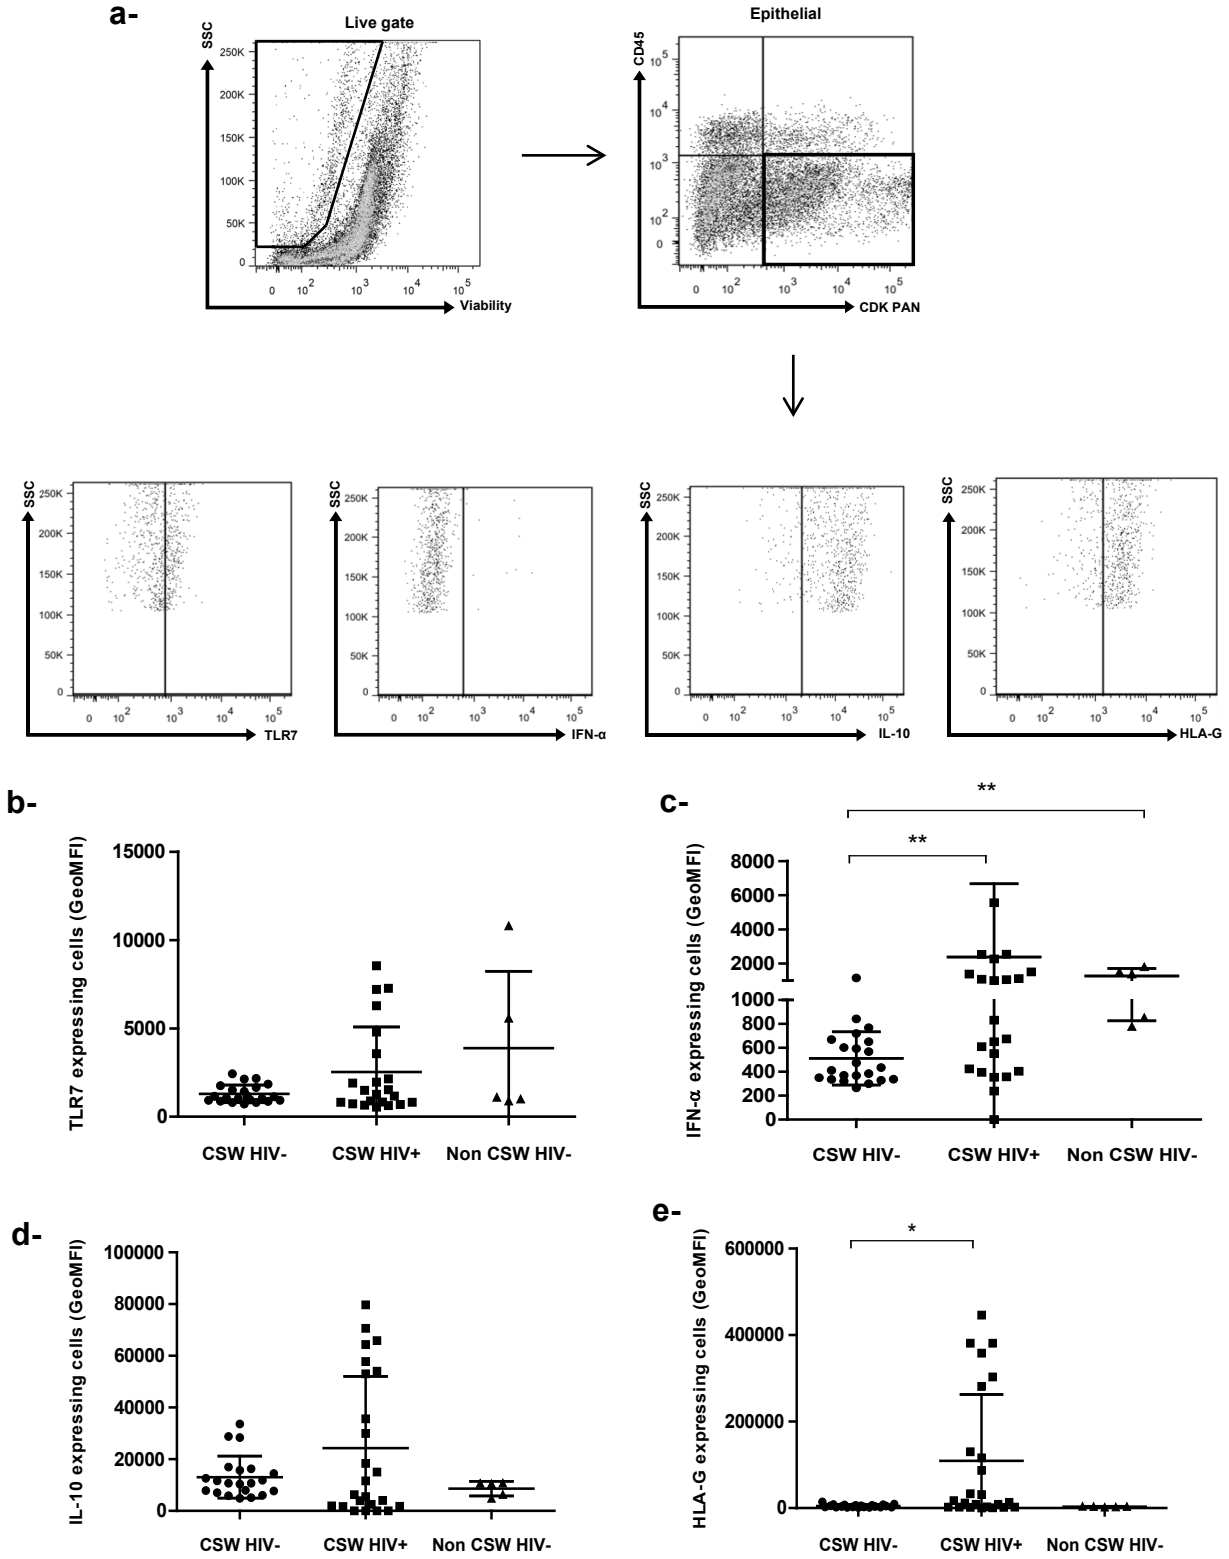 a-
Live gate
Epithelial
SSC
250K
200K
150K
100K
50K
0
0 10^2 10^3 10^4 10^5
Viability
CD45
10^5
10^4
10^3
10^2
0
0 10^2 10^3 10^4 10^5
CDK PAN
SSC
250K
200K
150K
100K
50K
0
0 10^2 10^3 10^4 10^5
TLR7
SSC
250K
200K
150K
100K
50K
0
0 10^2 10^3 10^4 10^5
IFN-α
SSC
250K
200K
150K
100K
50K
0
0 10^2 10^3 10^4 10^5
IL-10
SSC
250K
200K
150K
100K
50K
0
0 10^2 10^3 10^4 10^5
HLA-G
b-
TLR7 expressing cells (GeoMFI)
15000
10000
5000
0
CSW HIV- CSW HIV+ Non CSW HIV-
c-
**
**
IFN-α expressing cells (GeoMFI)
8000
6000
4000
2000
1000
800
600
400
200
0
CSW HIV- CSW HIV+ Non CSW HIV-
d-
IL-10 expressing cells (GeoMFI)
100000
80000
60000
40000
20000
0
CSW HIV- CSW HIV+ Non CSW HIV-
e-
*
HLA-G expressing cells (GeoMFI)
600000
400000
200000
0
CSW HIV- CSW HIV+ Non CSW HIV-